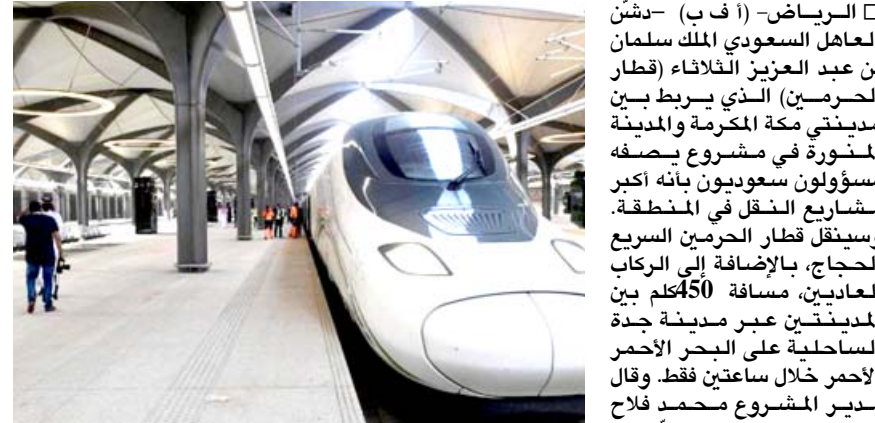 □ الرياض- (أ ف ب) –دشّن
لعاهل السعودي الملك سلمان
ن عبد العزيز الثلاثاء (قطار
لحرمين) الذي يربط بين
مدينتي مكة المكرمة والمدينة
لمنورة في مشروع يصفه
مسؤولون سعوديون بأنه أكبر
مشاريع النقل في المنطقة.
وسينقل قطار الحرمين السريع
لحجاج، بالإضافة إلى الركاب
لعاديين، مسافة 450كلم بين
لمدينتين عبر مدينة جدة
لساحلية على البحر الأحمر
لأحمر خلال ساعتين فقط. وقال
مدير المشروع محمد فلاح